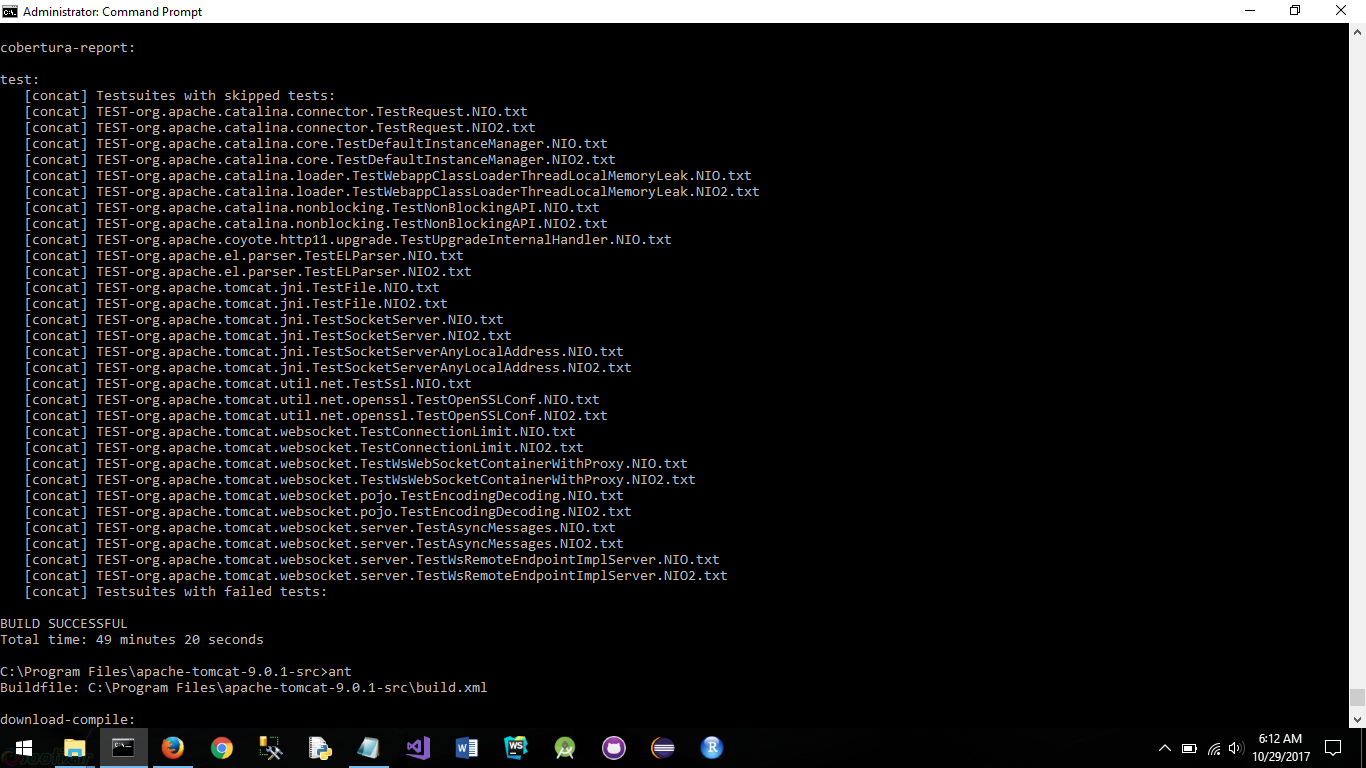 Administrator: Command Prompt
cobertura-report:
test:
[concat] Testsuites with skipped tests:
[concat] TEST-org.apache.catalina.connector.TestRequest.NIO.txt
[concat] TEST-org.apache.catalina.connector.TestRequest.NIO2.txt
[concat] TEST-org.apache.catalina.core.TestDefaultInstanceManager.NIO.txt
[concat] TEST-org.apache.catalina.core.TestDefaultInstanceManager.NIO2.txt
[concat] TEST-org.apache.catalina.loader.TestWebappClassLoaderThreadLocalMemoryLeak.NIO.txt
[concat] TEST-org.apache.catalina.loader.TestWebappClassLoaderThreadLocalMemoryLeak.NIO2.txt
[concat] TEST-org.apache.catalina.nonblocking.TestNonBlockingAPI.NIO.txt
[concat] TEST-org.apache.catalina.nonblocking.TestNonBlockingAPI.NIO2.txt
[concat] TEST-org.apache.coyote.http11.upgrade.TestUpgradeInternalHandler.NIO.txt
[concat] TEST-org.apache.el.parser.TestELParser.NIO.txt
[concat] TEST-org.apache.el.parser.TestELParser.NIO2.txt
[concat] TEST-org.apache.tomcat.jni.TestFile.NIO.txt
[concat] TEST-org.apache.tomcat.jni.TestFile.NIO2.txt
[concat] TEST-org.apache.tomcat.jni.TestSocketServer.NIO.txt
[concat] TEST-org.apache.tomcat.jni.TestSocketServer.NIO2.txt
[concat] TEST-org.apache.tomcat.jni.TestSocketServerAnyLocalAddress.NIO.txt
[concat] TEST-org.apache.tomcat.jni.TestSocketServerAnyLocalAddress.NIO2.txt
[concat] TEST-org.apache.tomcat.util.net.TestSsl.NIO.txt
[concat] TEST-org.apache.tomcat.util.net.openssl.TestOpenSSLConf.NIO.txt
[concat] TEST-org.apache.tomcat.util.net.openssl.TestOpenSSLConf.NIO2.txt
[concat] TEST-org.apache.tomcat.websocket.TestConnectionLimit.NIO.txt
[concat] TEST-org.apache.tomcat.websocket.TestConnectionLimit.NIO2.txt
[concat] TEST-org.apache.tomcat.websocket.TestWsWebSocketContainerWithProxy.NIO.txt
[concat] TEST-org.apache.tomcat.websocket.TestWsWebSocketContainerWithProxy.NIO2.txt
[concat] TEST-org.apache.tomcat.websocket.pojo.TestEncodingDecoding.NIO.txt
[concat] TEST-org.apache.tomcat.websocket.pojo.TestEncodingDecoding.NIO2.txt
[concat] TEST-org.apache.tomcat.websocket.server.TestAsyncMessages.NIO.txt
[concat] TEST-org.apache.tomcat.websocket.server.TestAsyncMessages.NIO2.txt
[concat] TEST-org.apache.tomcat.websocket.server.TestWsRemoteEndpointImplServer.NIO.txt
[concat] TEST-org.apache.tomcat.websocket.server.TestWsRemoteEndpointImplServer.NIO2.txt
[concat] Testsuites with failed tests:
BUILD SUCCESSFUL
Total time: 49 minutes 20 seconds
C:\Program Files\apache-tomcat-9.0.1-src>ant
Buildfile: C:\Program Files\apache-tomcat-9.0.1-src\build.xml
download-compile:
WS
R
6:12 AM
10/29/2017